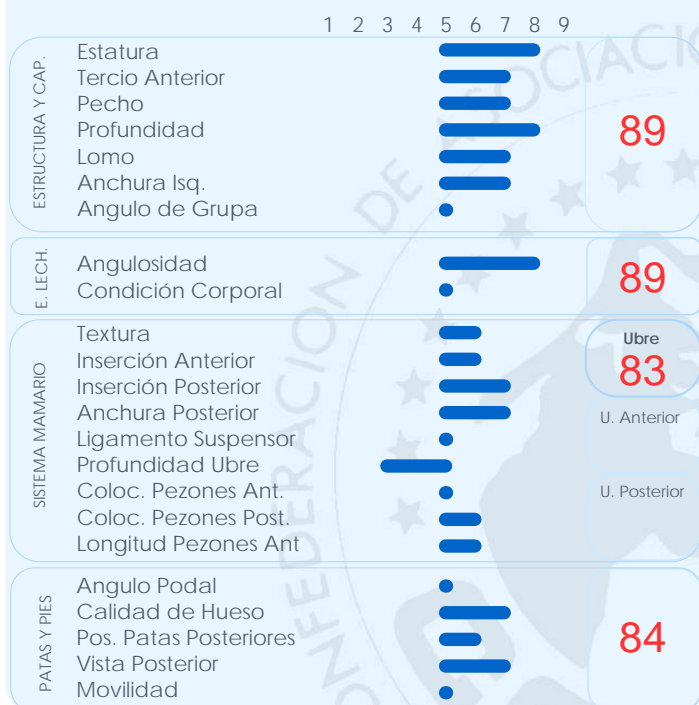 1 2 3 4 5 6 7 8 9
ESTRUCTURA Y CAP.
Estatura
Tercio Anterior
Pecho
Profundidad
Lomo
Anchura Isq.
Angulo de Grupa
89
E. LECH.
Angulosidad
Condición Corporal
89
SISTEMA MAMARIO
Textura
Inserción Anterior
Inserción Posterior
Anchura Posterior
Ligamento Suspensor
Profundidad Ubre
Coloc. Pezones Ant.
Coloc. Pezones Post.
Longitud Pezones Ant
Ubre
83
U. Anterior
U. Posterior
PATAS Y PIES
Angulo Podal
Calidad de Hueso
Pos. Patas Posteriores
Vista Posterior
Movilidad
84
DE